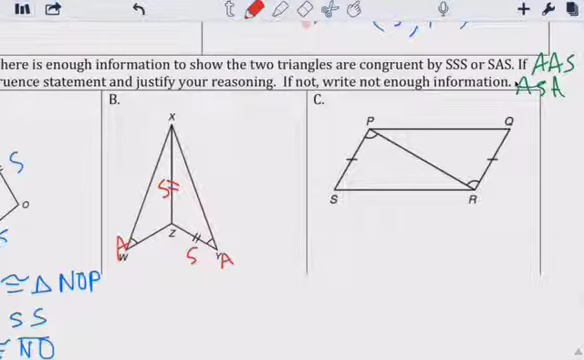 here is enough information to show the two triangles are congruent by SSS or SAS. If AAS
ruence statement and justify your reasoning. If not, write not enough information. ASA
B.
C.
X
P
Q
S
O
S
A
W
Z
S
Y
A
S
R
≅ △ NOP
SS
≅ NO